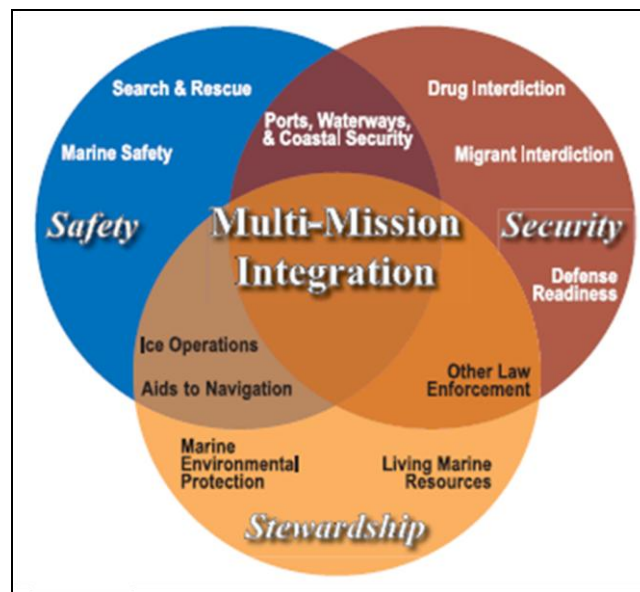 Search & Rescue
Drug Interdiction
Ports, Waterways,
& Coastal Security
Marine Safety
Migrant Interdiction
Safety
Multi-Mission
Integration
Security
Defense
Readiness
Ice Operations
Aids to Navigation
Other Law
Enforcement
Marine
Environmental
Protection
Living Marine
Resources
Stewardship